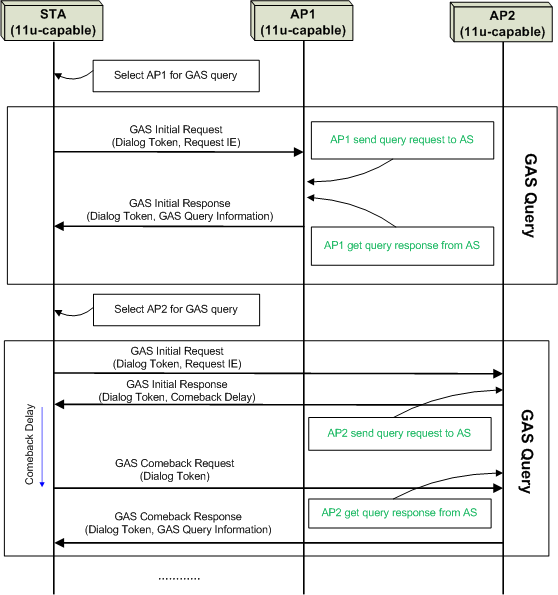 STA
(11u-capable)
AP1
(11u-capable)
AP2
(11u-capable)
Select AP1 for GAS query
GAS Initial Request
(Dialog Token, Request IE)
AP1 send query request to AS
GAS Query
GAS Initial Response
(Dialog Token, GAS Query Information)
AP1 get query response from AS
Select AP2 for GAS query
GAS Initial Request
(Dialog Token, Request IE)
GAS Initial Response
(Dialog Token, Comeback Delay)
AP2 send query request to AS
Comeback Delay
GAS Query
GAS Comeback Request
(Dialog Token)
AP2 get query response from AS
GAS Comeback Response
(Dialog Token, GAS Query Information)
............